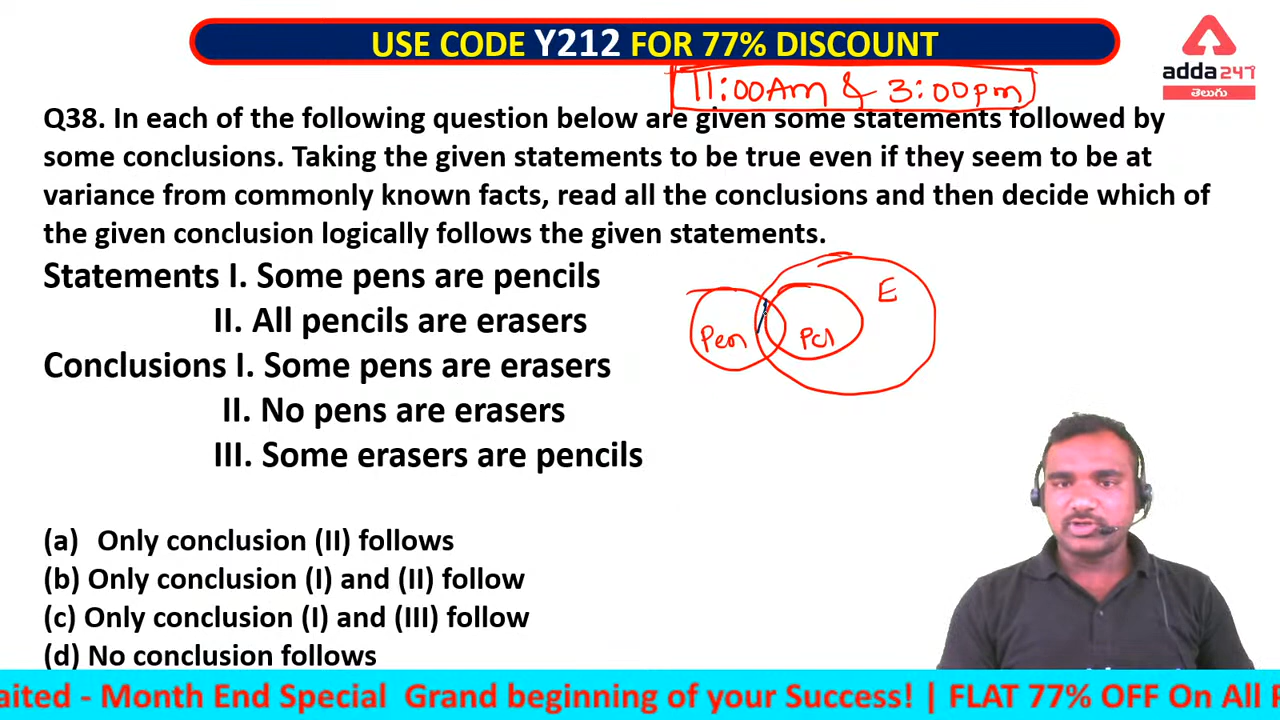 USE CODE Y212 FOR 77% DISCOUNT
adda247
తెలుగు
11:00Am & 3:00pm
Q38. In each of the following question below are given some statements followed by
some conclusions. Taking the given statements to be true even if they seem to be at
variance from commonly known facts, read all the conclusions and then decide which of
the given conclusion logically follows the given statements.
Statements I. Some pens are pencils
II. All pencils are erasers
Conclusions I. Some pens are erasers
II. No pens are erasers
III. Some erasers are pencils
E
Pen
Pcl
(a) Only conclusion (II) follows
(b) Only conclusion (I) and (II) follow
(c) Only conclusion (I) and (III) follow
(d) No conclusion follows
aited - Month End Special Grand beginning of your Success! | FLAT 77% OFF On All